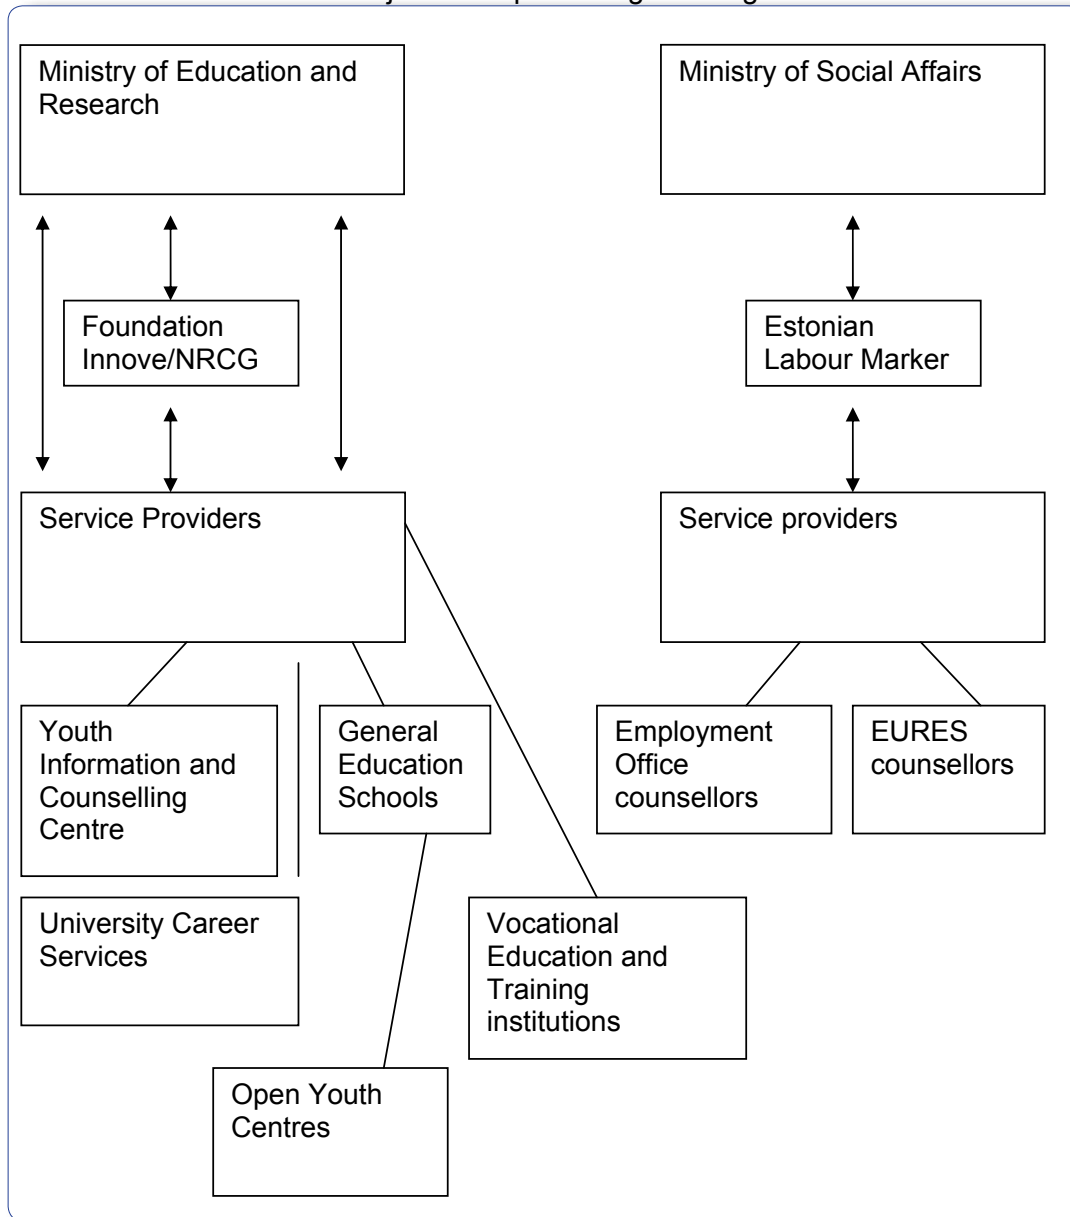 Ministry of Education and
Research
Ministry of Social Affairs
Foundation
Innove/NRCG
Estonian
Labour Marker
Service Providers
Service providers
Youth
Information and
Counselling
Centre
General
Education
Schools
Employment
Office
counsellors
EURES
counsellors
University Career
Services
Vocational
Education and
Training
institutions
Open Youth
Centres